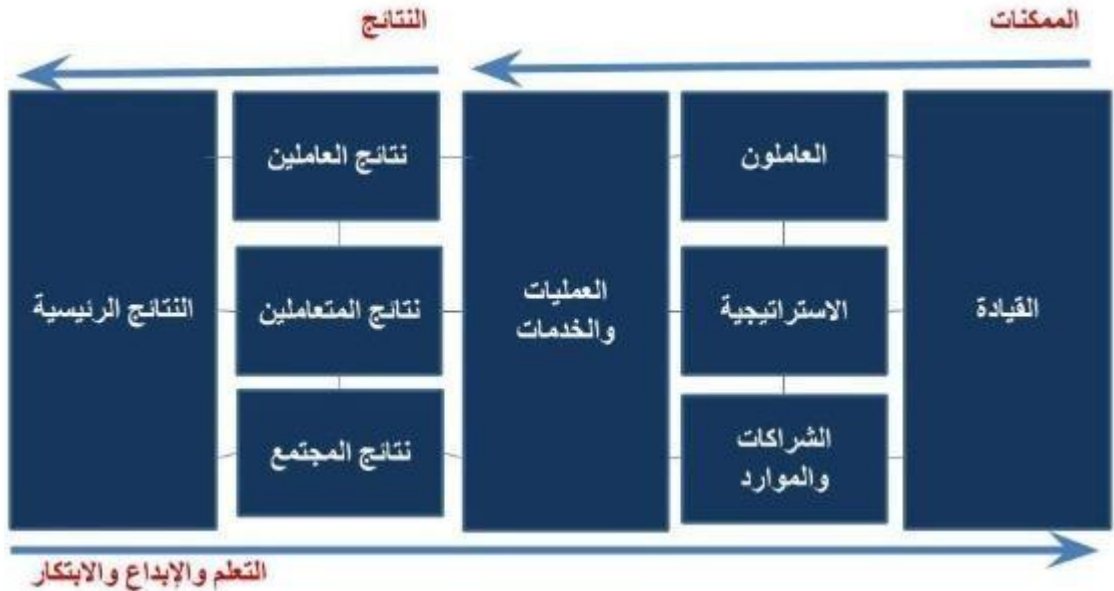 الممكنات
النتائج
القيادة
العاملون
الاستراتيجية
الشراكات
والموارد
العمليات
والخدمات
نتائج العاملين
نتائج المتعاملين
نتائج المجتمع
النتائج الرئيسية
التعلم والإبداع والابتكار